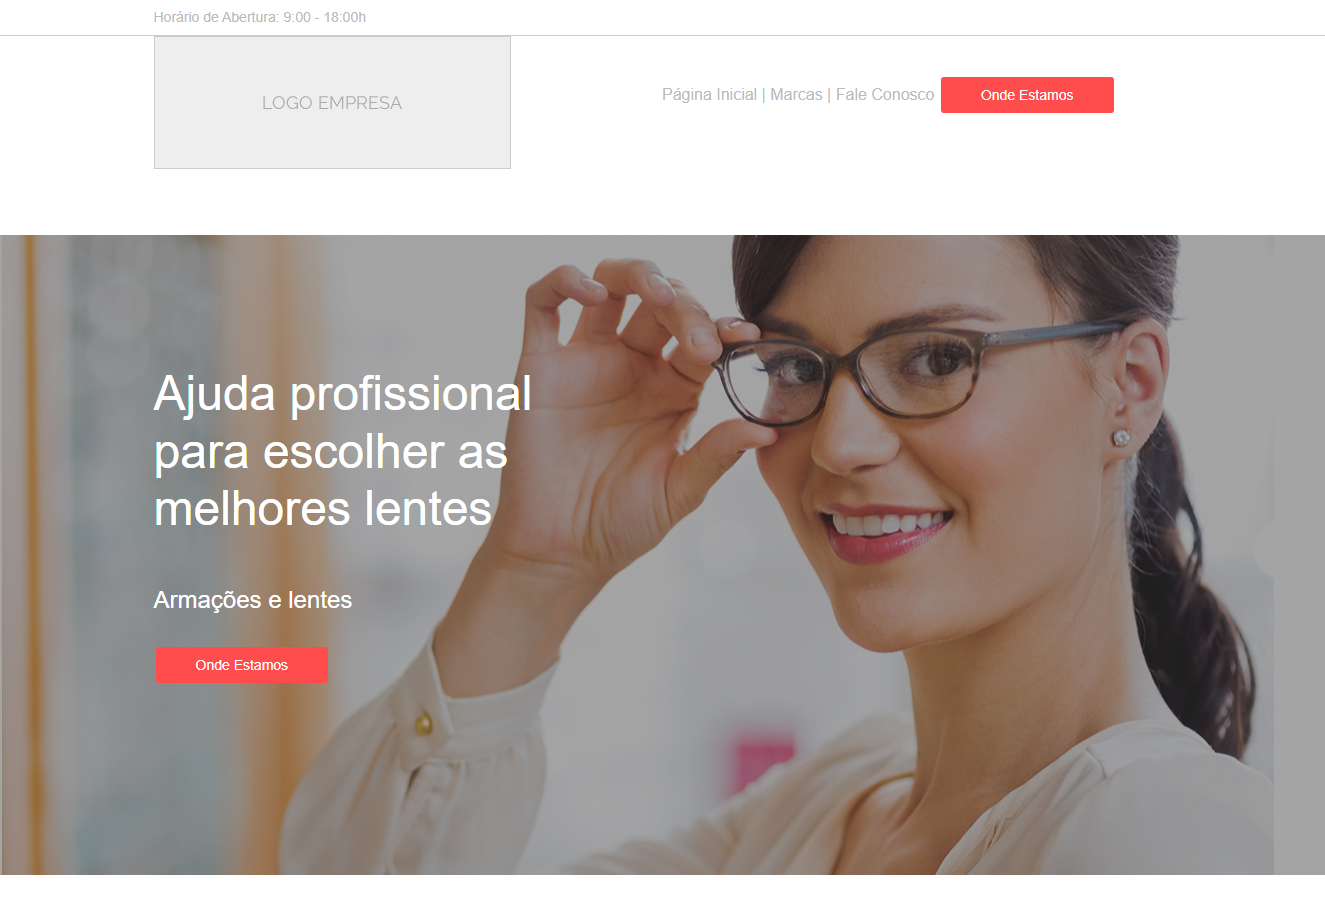 Horário de Abertura: 9:00 - 18:00h
LOGO EMPRESA
Página Inicial | Marcas | Fale Conosco
Onde Estamos
Ajuda profissional
para escolher as
melhores lentes
Armações e lentes
Onde Estamos